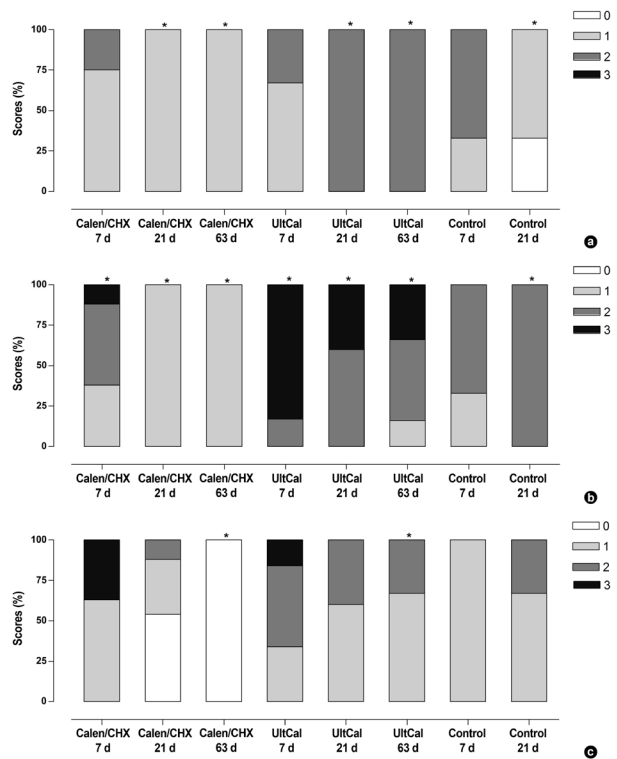 0
1
2
3
* * * * *
100
75
50
25
0
Scores (%)
Calen/CHX Calen/CHX Calen/CHX UltCal UltCal UltCal Control Control
7 d 21 d 63 d 7 d 21 d 63 d 7 d 21 d
a
0
1
2
3
* * * * * * *
100
75
50
25
0
Scores (%)
Calen/CHX Calen/CHX Calen/CHX UltCal UltCal UltCal Control Control
7 d 21 d 63 d 7 d 21 d 63 d 7 d 21 d
b
0
1
2
3
* *
100
75
50
25
0
Scores (%)
Calen/CHX Calen/CHX Calen/CHX UltCal UltCal UltCal Control Control
7 d 21 d 63 d 7 d 21 d 63 d 7 d 21 d
c